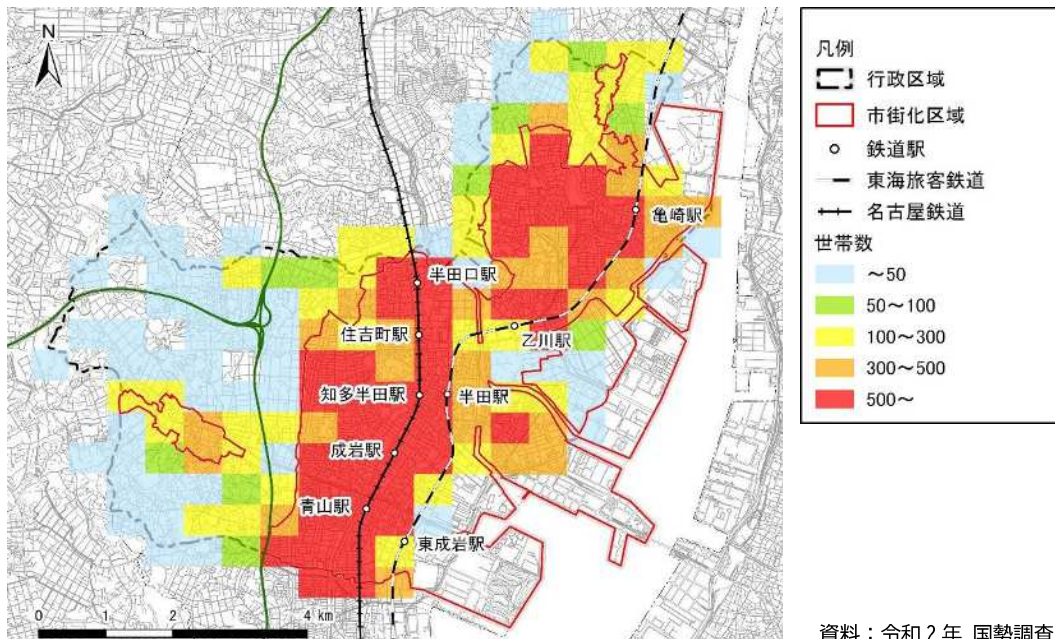 N
亀崎駅
半田口駅
住吉町駅
乙川駅
知多半田駅
半田駅
成岩駅
青山駅
東成岩駅
0 1 2 4 km
凡例
行政区域
市街化区域
鉄道駅
東海旅客鉄道
名古屋鉄道
世帯数
～50
50～100
100～300
300～500
500～
資料：令和２年 国勢調査